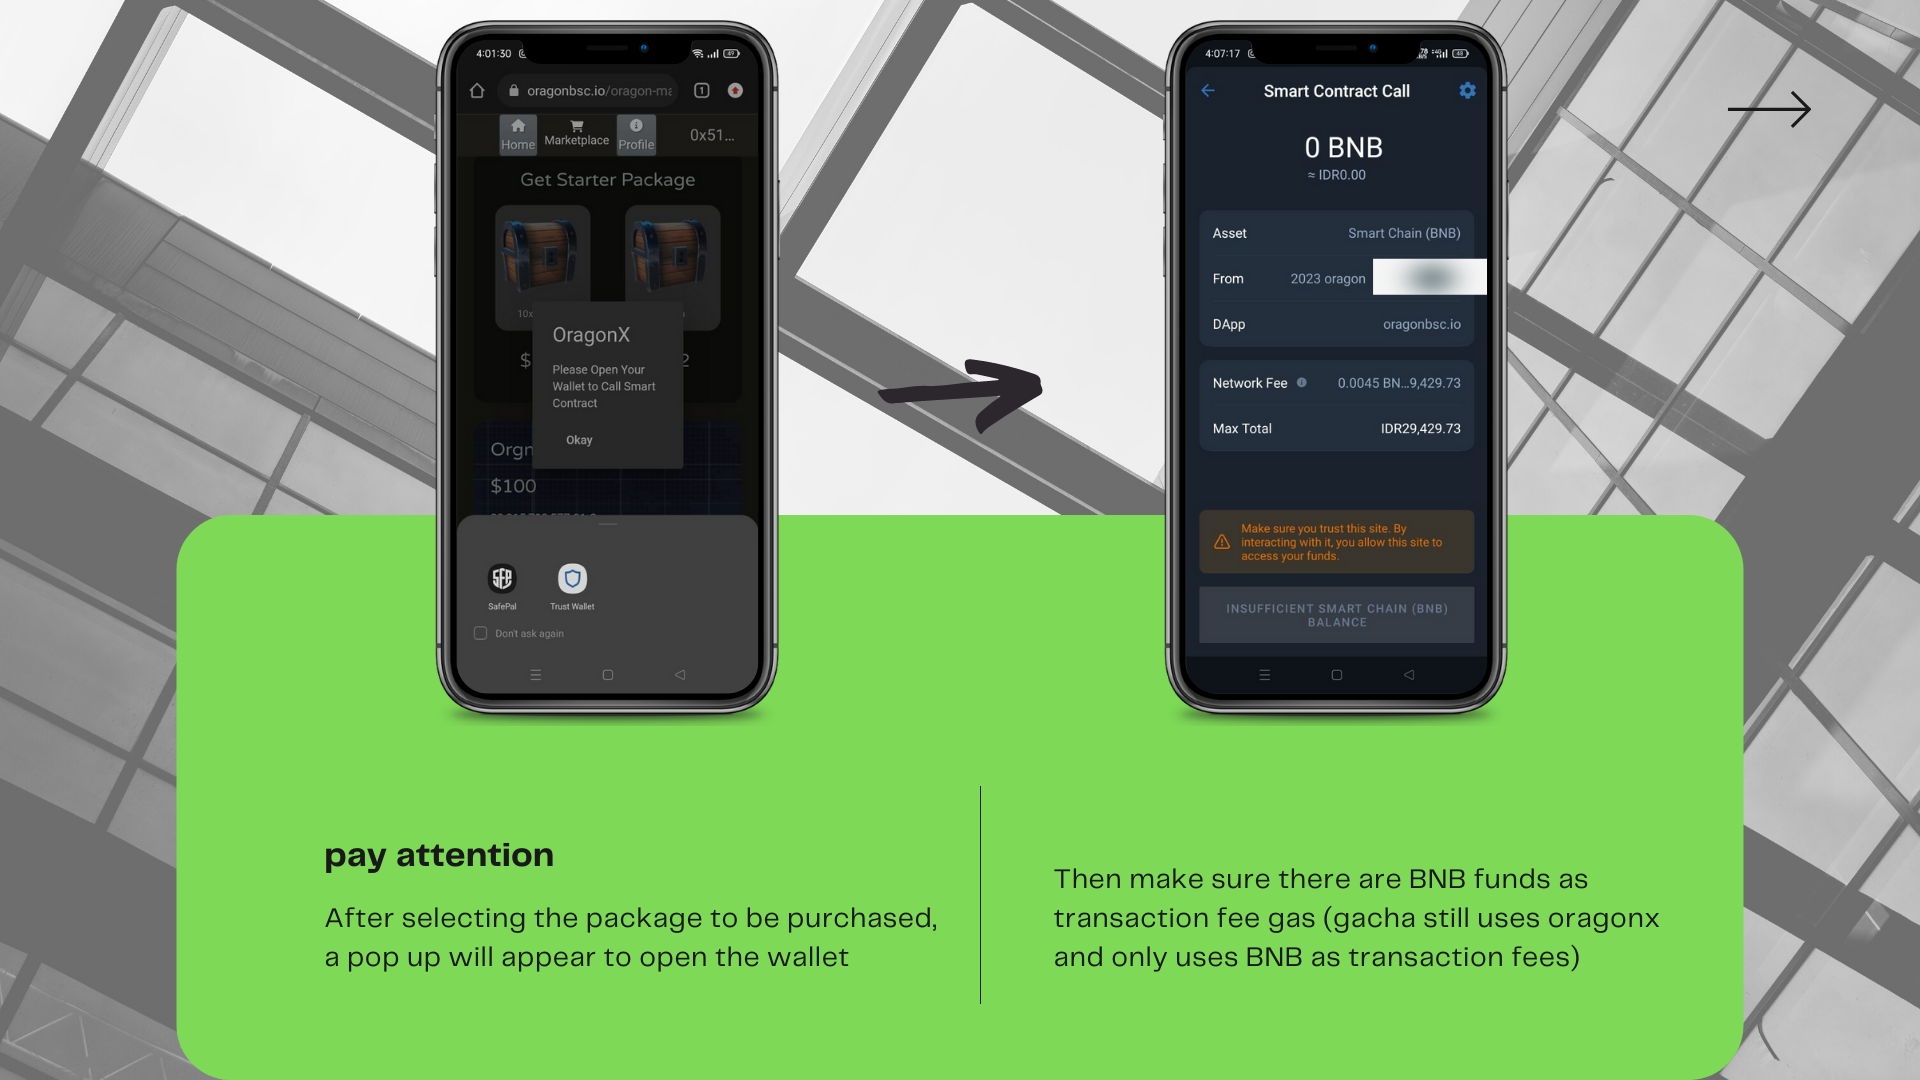 4:01:30
49
oragonbsc.io/oragon-ma
1
Home
Marketplace
Profile
0x51...
Get Starter Package
10x
$
2
OragonX
Please Open Your
Wallet to Call Smart
Contract
Okay
Orgn
$100
SafePal
Trust Wallet
Don't ask again
4:07:17
48
Smart Contract Call
0 BNB
≈ IDR0.00
Asset
Smart Chain (BNB)
From
2023 oragon
DApp
oragonbsc.io
Network Fee
0.0045 BN...9,429.73
Max Total
IDR29,429.73
Make sure you trust this site. By
interacting with it, you allow this site to
access your funds.
INSUFFICIENT SMART CHAIN (BNB)
BALANCE
pay attention
After selecting the package to be purchased,
a pop up will appear to open the wallet
Then make sure there are BNB funds as
transaction fee gas (gacha still uses oragonx
and only uses BNB as transaction fees)